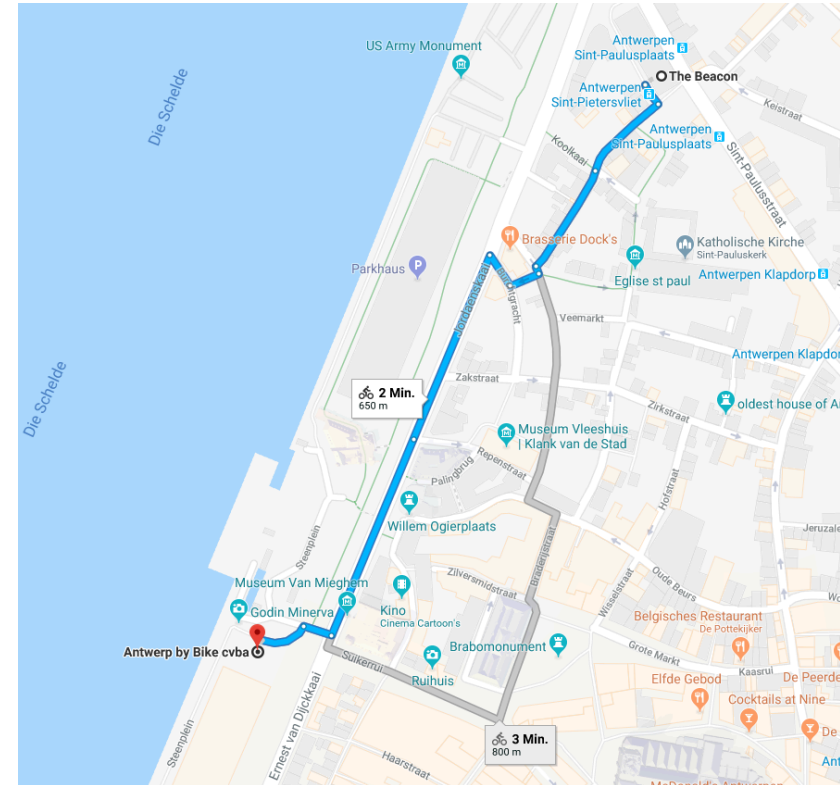 Antwerpen
Sint-Paulusplaats
US Army Monument
The Beacon
Antwerpen
Sint-Pietersvliet
Keistraat
Die Schelde
Antwerpen
Sint-Paulusplaats
Koolkaai
Sint-Paulusstraat
Brasserie Dock's
Katholische Kirche
Sint-Pauluskerk
Parkhaus
P
Eglise st paul
Antwerpen Klapdorp
Jordaenskaai
Veemarkt
Antwerpen Klapdor
Die Schelde
2 Min.
650 m
Zakstraat
Zirkstraat
oldest house of
Museum Vleeshuis
| Klank van de Stad
Repenstraat
Palingbrug
Hofstraat
Willem Ogierplaats
Steenplein
Jeruzale
Braderijstraat
Oude Beurs
Museum Van Mieghem
Zilversmidstraat
Wisselstraat
Godin Minerva
Kino
Cinema Cartoon's
Belgisches Restaurant
De Pottekijker
Brabomonument
Antwerp by Bike cvba
Suikerrui
Grote Markt
Kaasrui
Ruihuis
Elfde Gebod
De Peerde
Cocktails at Nine
Steenplein
Ernest van Dijckkaai
3 Min.
800 m
De
Haarstraat
Ant